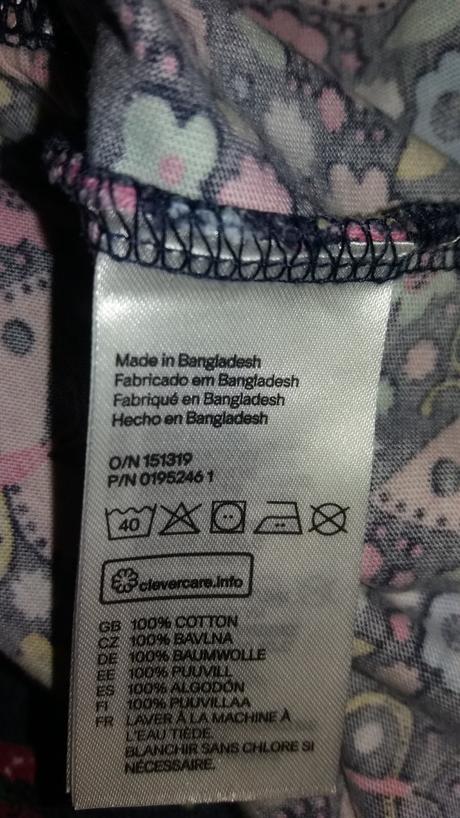 Made in Bangladesh
Fabricado em Bangladesh
Fabriqué en Bangladesh
Hecho en Bangladesh
O/N 151319
P/N 01952461
40
clevercare.info
GB 100% COTTON
CZ 100% BAVLNA
DE 100% BAUMWOLLE
EE 100% PUUVILL
ES 100% ALGODÓN
FI 100% PUUVILLAA
FR LAVER À LA MACHINE À
L'EAU TIÈDE.
BLANCHIR SANS CHLORE SI
NÉCESSAIRE.